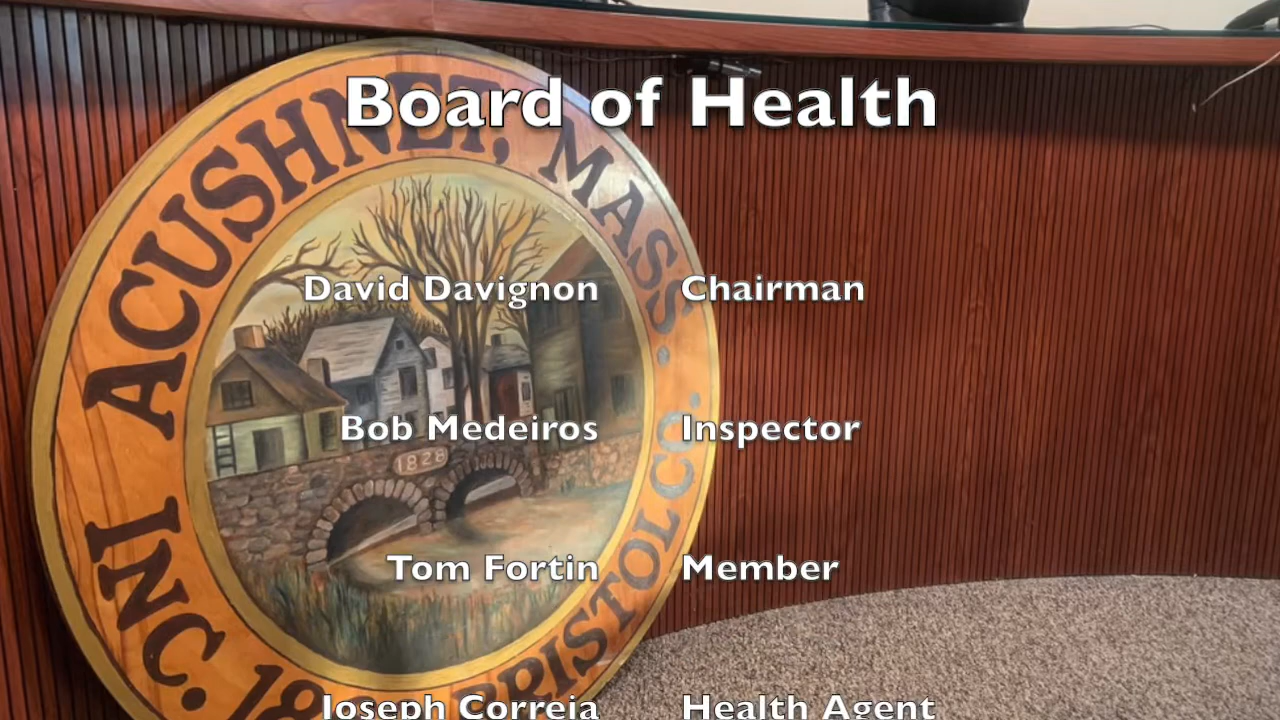 Board of Health
David Davignon Chairman
Bob Medeiros Inspector
Tom Fortin Member
Joseph Correia Health Agent
ACUSHNET, MASS.
BRISTOL CO.
INC. 18
1828